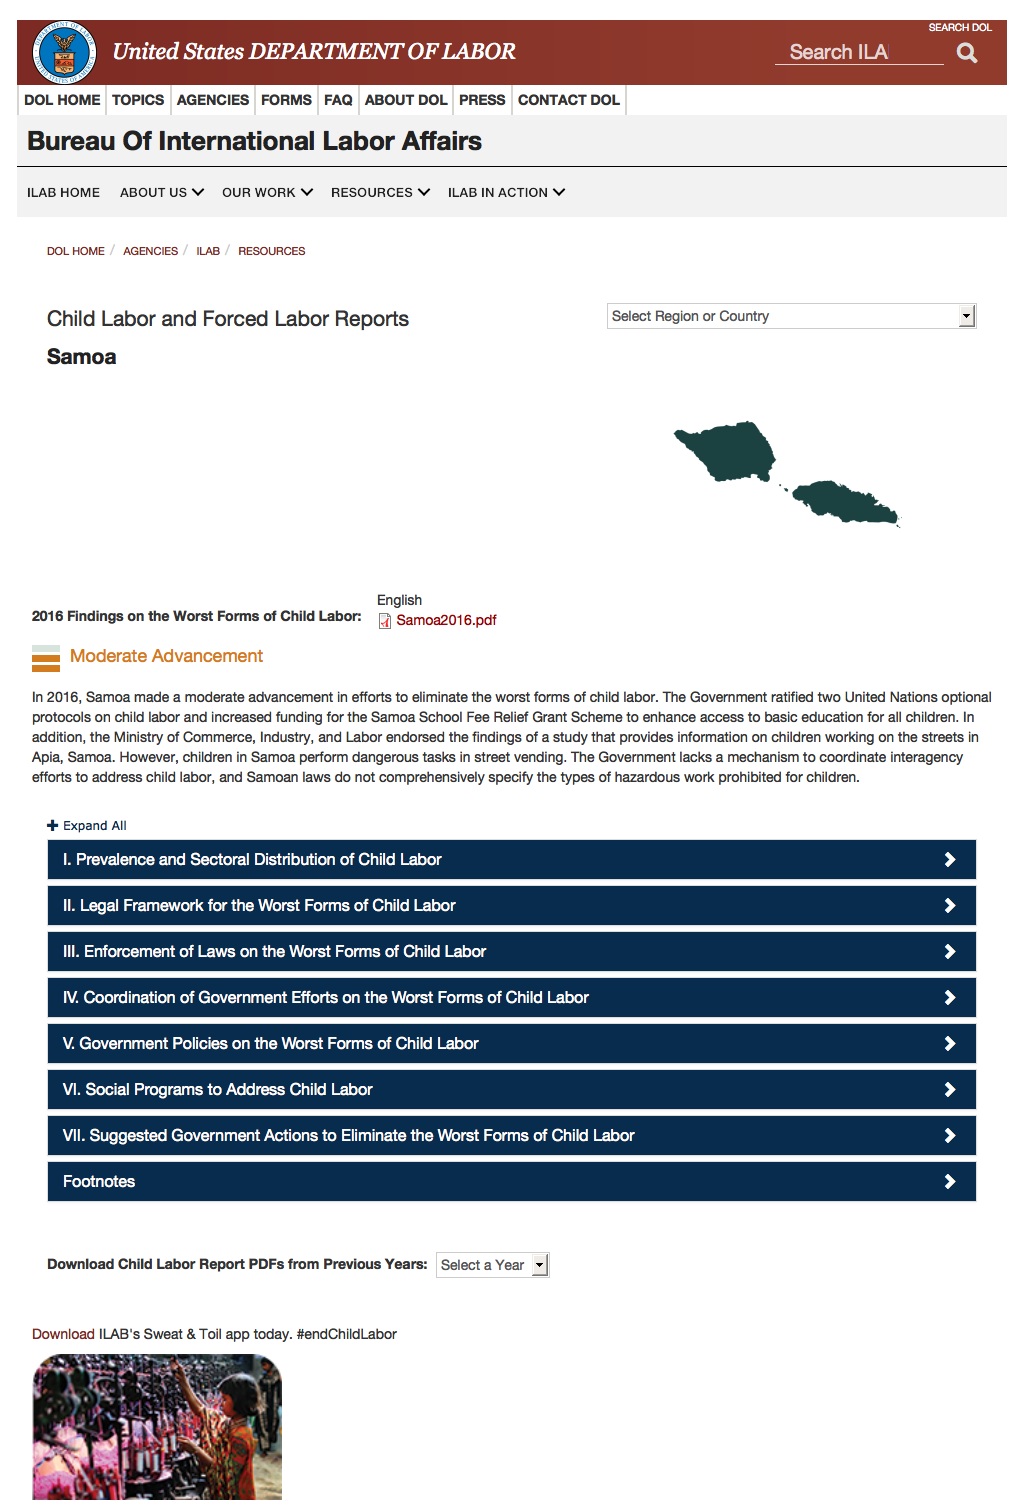 SEARCH DOL
United States DEPARTMENT OF LABOR
Search ILA
DOL HOME TOPICS AGENCIES FORMS FAQ ABOUT DOL PRESS CONTACT DOL
Bureau Of International Labor Affairs
ILAB HOME ABOUT US OUR WORK RESOURCES ILAB IN ACTION
DOL HOME / AGENCIES / ILAB / RESOURCES
Child Labor and Forced Labor Reports
Select Region or Country
Samoa
English
2016 Findings on the Worst Forms of Child Labor:
Samoa2016.pdf
Moderate Advancement
In 2016, Samoa made a moderate advancement in efforts to eliminate the worst forms of child labor. The Government ratified two United Nations optional
protocols on child labor and increased funding for the Samoa School Fee Relief Grant Scheme to enhance access to basic education for all children. In
addition, the Ministry of Commerce, Industry, and Labor endorsed the findings of a study that provides information on children working on the streets in
Apia, Samoa. However, children in Samoa perform dangerous tasks in street vending. The Government lacks a mechanism to coordinate interagency
efforts to address child labor, and Samoan laws do not comprehensively specify the types of hazardous work prohibited for children.
Expand All
I. Prevalence and Sectoral Distribution of Child Labor
II. Legal Framework for the Worst Forms of Child Labor
III. Enforcement of Laws on the Worst Forms of Child Labor
IV. Coordination of Government Efforts on the Worst Forms of Child Labor
V. Government Policies on the Worst Forms of Child Labor
VI. Social Programs to Address Child Labor
VII. Suggested Government Actions to Eliminate the Worst Forms of Child Labor
Footnotes
Download Child Labor Report PDFs from Previous Years: Select a Year
Download ILAB's Sweat & Toil app today. #endChildLabor